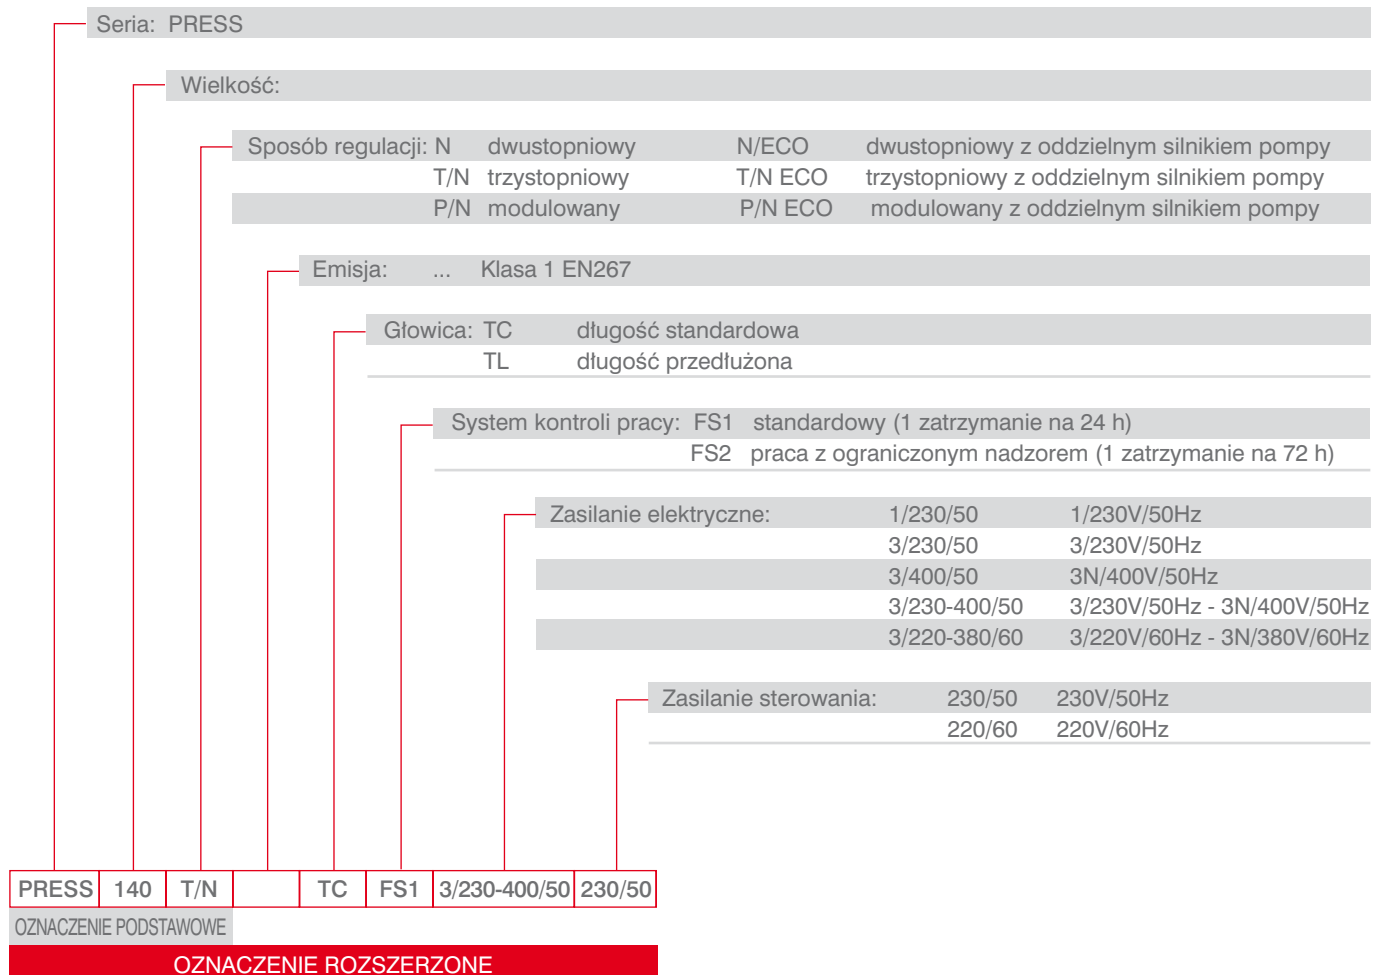 Seria: PRESS
Wielkość:
Sposób regulacji: N dwustopniowy N/ECO dwustopniowy z oddzielnym silnikiem pompy
T/N trzystopniowy T/N ECO trzystopniowy z oddzielnym silnikiem pompy
P/N modulowany P/N ECO modulowany z oddzielnym silnikiem pompy
Emisja: ... Klasa 1 EN267
Głowica: TC długość standardowa
TL długość przedłużona
System kontroli pracy: FS1 standardowy (1 zatrzymanie na 24 h)
FS2 praca z ograniczonym nadzorem (1 zatrzymanie na 72 h)
Zasilanie elektryczne: 1/230/50 1/230V/50Hz
3/230/50 3/230V/50Hz
3/400/50 3N/400V/50Hz
3/230-400/50 3/230V/50Hz - 3N/400V/50Hz
3/220-380/60 3/220V/60Hz - 3N/380V/60Hz
Zasilanie sterowania: 230/50 230V/50Hz
220/60 220V/60Hz
PRESS 140 T/N TC FS1 3/230-400/50 230/50
OZNACZENIE PODSTAWOWE
OZNACZENIE ROZSZERZONE